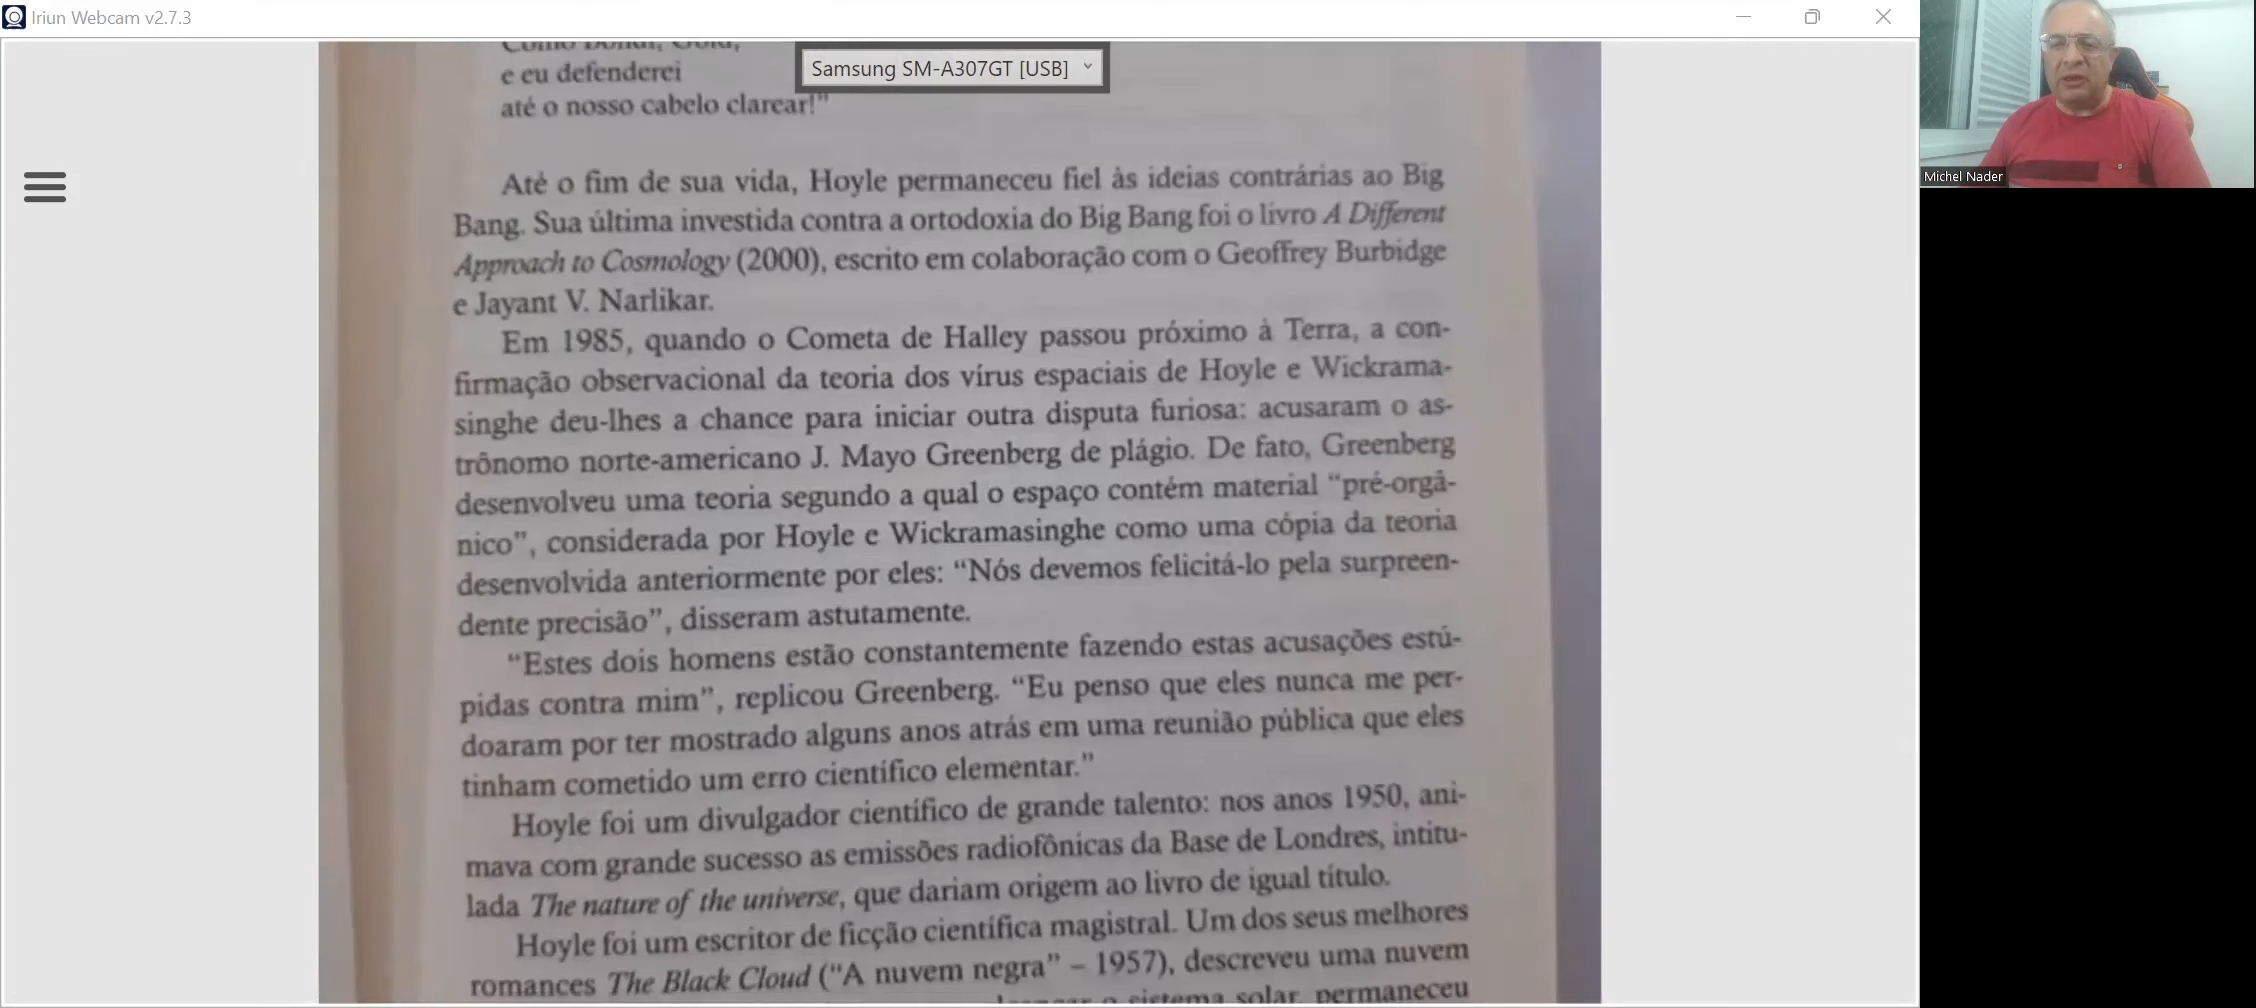 Iriun Webcam v2.7.3
Samsung SM-A307GT [USB]
e eu defenderei
até o nosso cabelo clarear!"
Até o fim de sua vida, Hoyle permaneceu fiel às ideias contrárias ao Big
Bang. Sua última investida contra a ortodoxia do Big Bang foi o livro A Different
Approach to Cosmology (2000), escrito em colaboração com o Geoffrey Burbidge
e Jayant V. Narlikar.
Em 1985, quando o Cometa de Halley passou próximo à Terra, a con-
firmação observacional da teoria dos vírus espaciais de Hoyle e Wickrama-
singhe deu-lhes a chance para iniciar outra disputa furiosa: acusaram o as-
trônomo norte-americano J. Mayo Greenberg de plágio. De fato, Greenberg
desenvolveu uma teoria segundo a qual o espaço contém material “pré-orgâ-
nico”, considerada por Hoyle e Wickramasinghe como uma cópia da teoria
desenvolvida anteriormente por eles: “Nós devemos felicitá-lo pela surpreen-
dente precisão”, disseram astutamente.
“Estes dois homens estão constantemente fazendo estas acusações estú-
pidas contra mim”, replicou Greenberg. “Eu penso que eles nunca me per-
doaram por ter mostrado alguns anos atrás em uma reunião pública que eles
tinham cometido um erro científico elementar.”
Hoyle foi um divulgador científico de grande talento: nos anos 1950, ani-
mava com grande sucesso as emissões radiofônicas da Base de Londres, intitu-
lada The nature of the universe, que dariam origem ao livro de igual título.
Hoyle foi um escritor de ficção científica magistral. Um dos seus melhores
romances The Black Cloud (“A nuvem negra” – 1957), descreveu uma nuvem
o sistema solar, permaneceu
Michel Nader